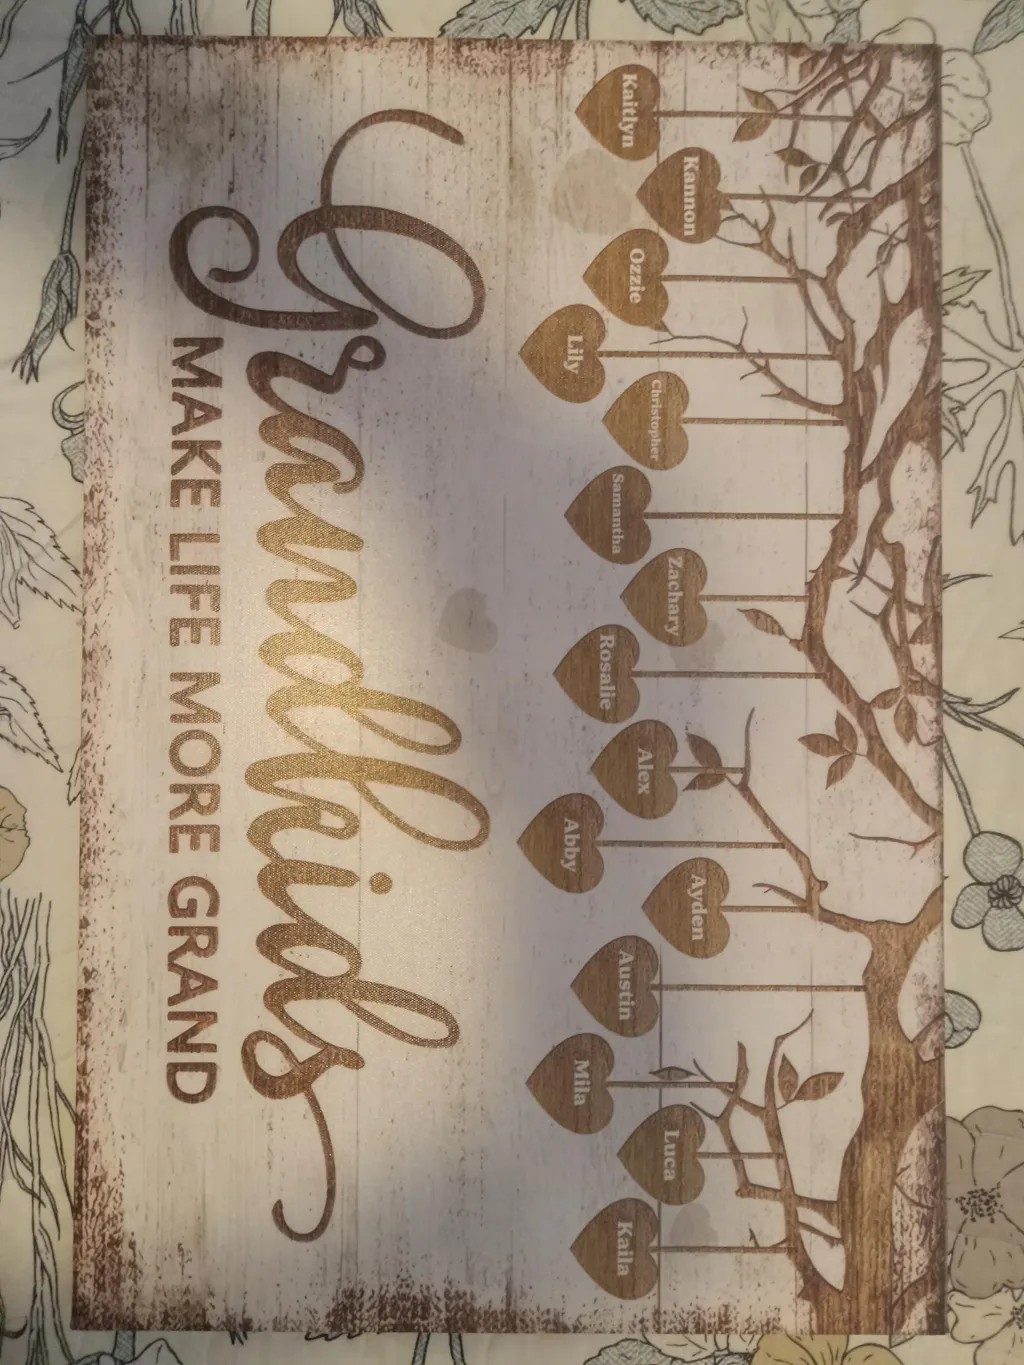 Kaitlyn
Kannon
Ozzie
Lily
Christopher
Samantha
Zachary
Rosalie
Alex
Abby
Ayden
Austin
Mila
Luca
Kaila
Grandkids
MAKE LIFE MORE GRAND